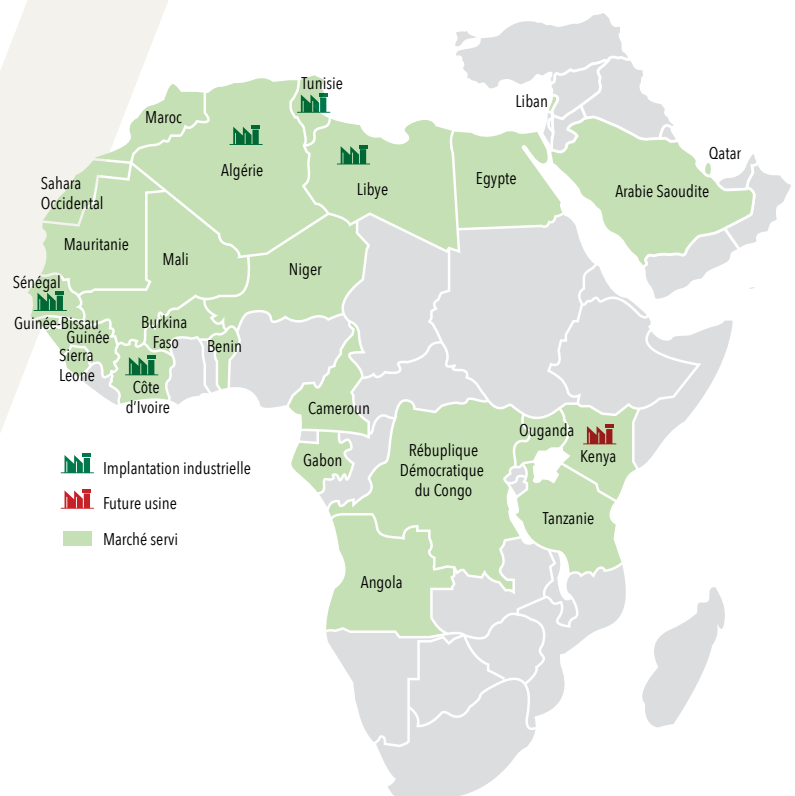 Tunisie
Liban
Maroc
Qatar
Algérie
Libye
Egypte
Arabie Saoudite
Sahara
Occidental
Mauritanie
Mali
Niger
Sénégal
Guinée-Bissau
Guinée
Burkina
Faso
Benin
Sierra
Leone
Côte
d'Ivoire
Cameroun
Ouganda
Kenya
Gabon
Rébuplique
Démocratique
du Congo
Tanzanie
Angola
Implantation industrielle
Future usine
Marché servi